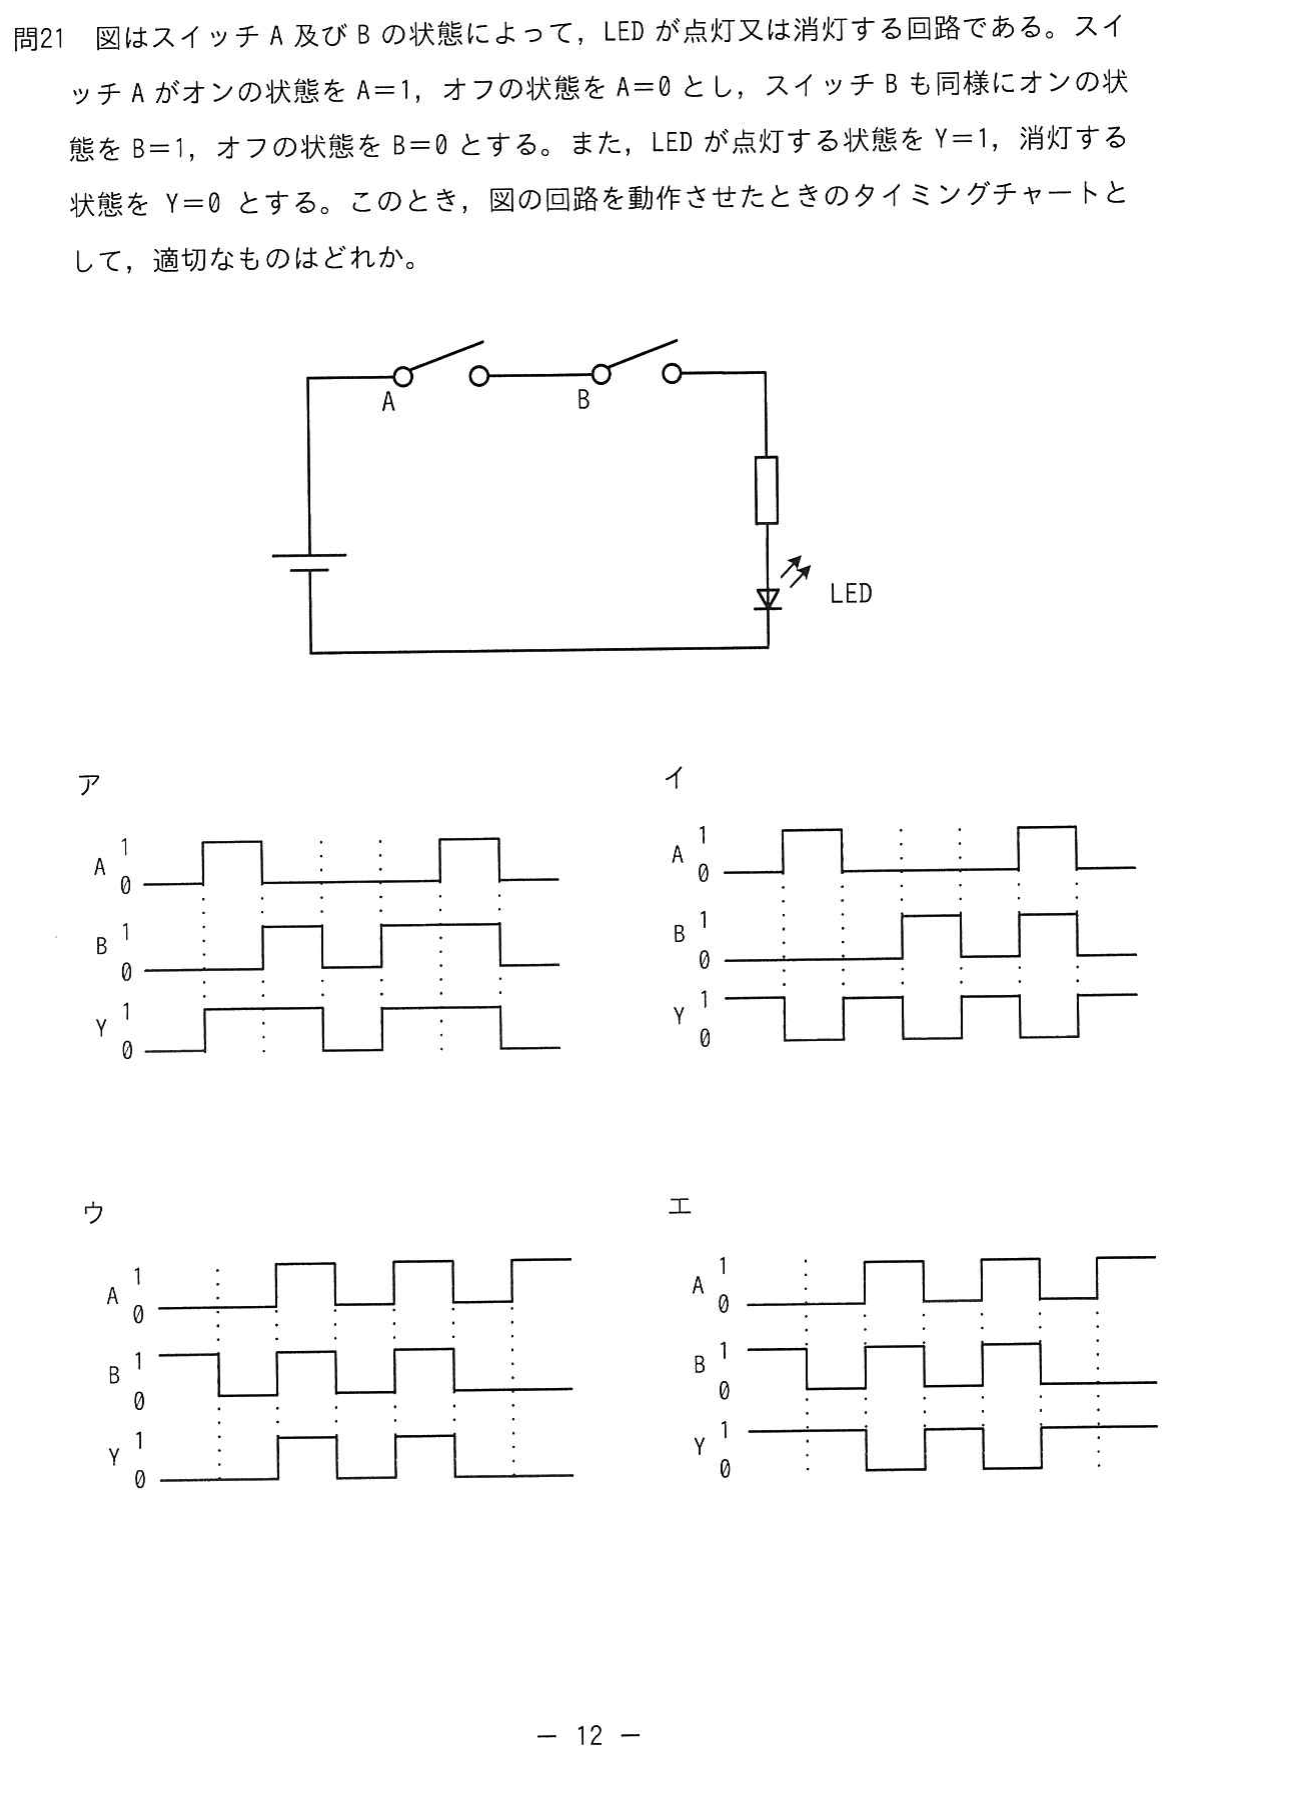 問21　図はスイッチ A 及び B の状態によって，LED が点灯又は消灯する回路である。スイ
ッチ A がオンの状態を A＝1，オフの状態を A＝0 とし，スイッチ B も同様にオンの状
態を B＝1，オフの状態を B＝0 とする。また，LED が点灯する状態を Y＝1，消灯する
状態を Y＝0 とする。このとき，図の回路を動作させたときのタイミングチャートと
して，適切なものはどれか。
A
B
LED
ア
A 1
0
B 1
0
Y 1
0
イ
A 1
0
B 1
0
Y 1
0
ウ
A 1
0
B 1
0
Y 1
0
エ
A 1
0
B 1
0
Y 1
0
－ 12 －